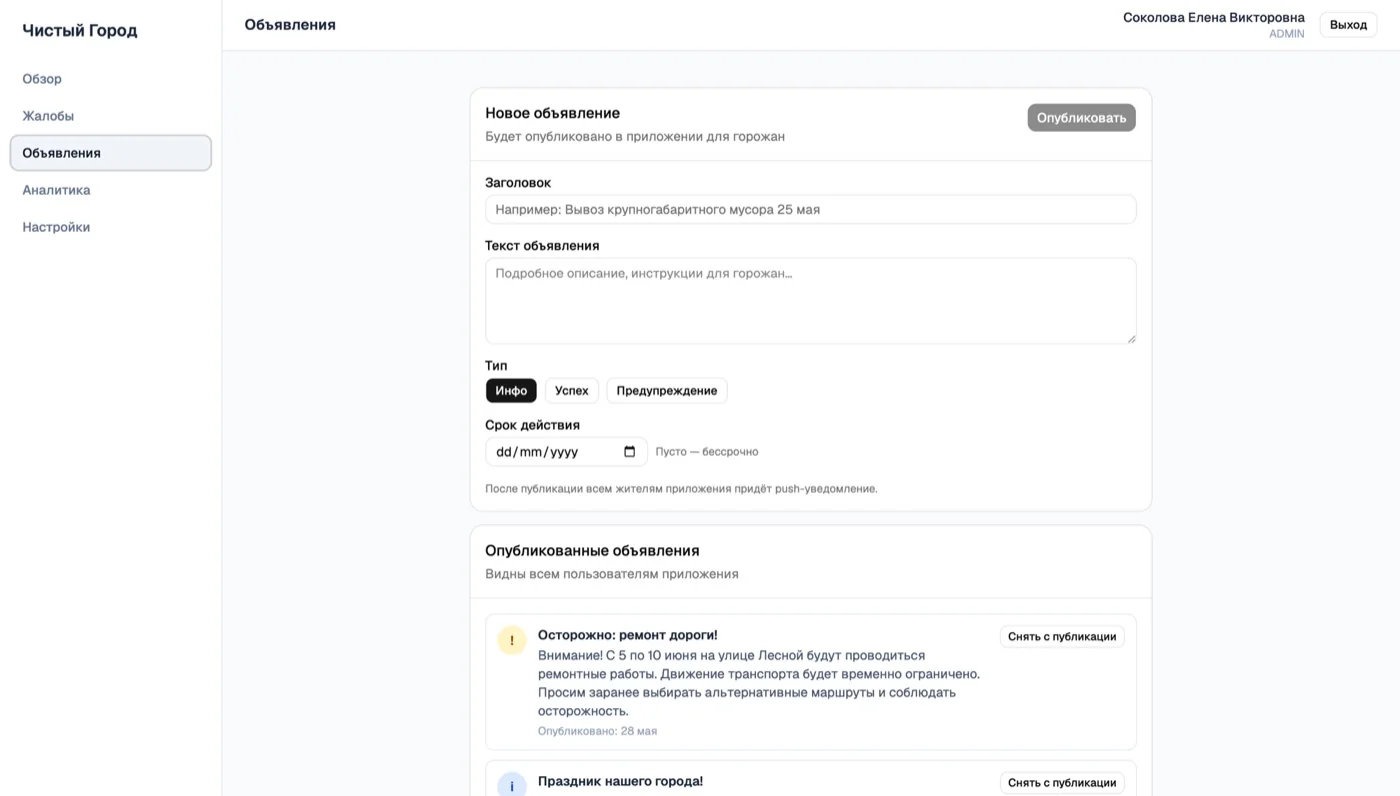 Чистый Город
Обзор
Жалобы
Объявления
Аналитика
Настройки
Объявления
Соколова Елена Викторовна
ADMIN
Выход
Новое объявление
Будет опубликовано в приложении для горожан
Опубликовать
Заголовок
Например: Вывоз крупногабаритного мусора 25 мая
Текст объявления
Подробное описание, инструкции для горожан...
Тип
Инфо
Успех
Предупреждение
Срок действия
dd/mm/yyyy
Пусто — бессрочно
После публикации всем жителям приложения придёт push-уведомление.
Опубликованные объявления
Видны всем пользователям приложения
!
Осторожно: ремонт дороги!
Снять с публикации
Внимание! С 5 по 10 июня на улице Лесной будут проводиться
ремонтные работы. Движение транспорта будет временно ограничено.
Просим заранее выбирать альтернативные маршруты и соблюдать
осторожность.
Опубликовано: 28 мая
i
Праздник нашего города!
Снять с публикации